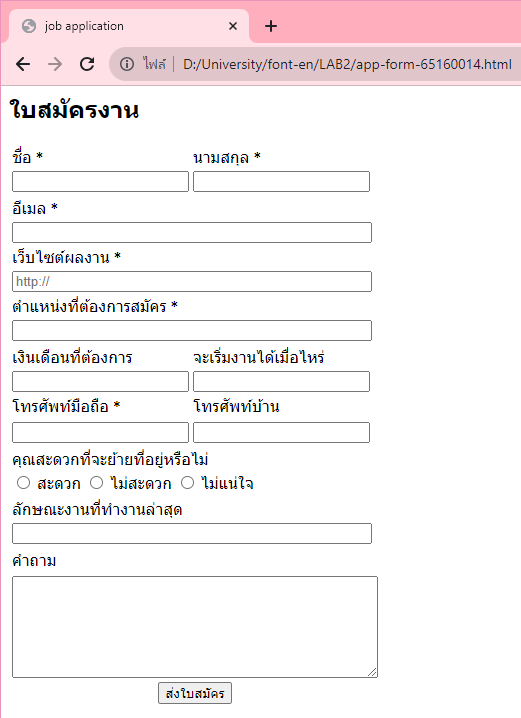 job application
ไฟล์ D:/University/font-en/LAB2/app-form-65160014.html
ใบสมัครงาน
ชื่อ * นามสกุล *
อีเมล *
เว็บไซต์ผลงาน *
http://
ตำแหน่งที่ต้องการสมัคร *
เงินเดือนที่ต้องการ จะเริ่มงานได้เมื่อไหร่
โทรศัพท์มือถือ * โทรศัพท์บ้าน
คุณสะดวกที่จะย้ายที่อยู่หรือไม่
สะดวก ไม่สะดวก ไม่แน่ใจ
ลักษณะงานที่ทำงานล่าสุด
คำถาม
ส่งใบสมัคร